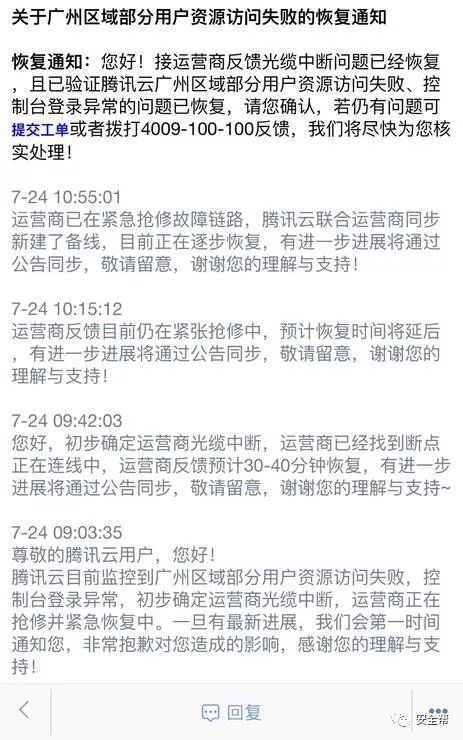 关于广州区域部分用户资源访问失败的恢复通知
恢复通知：您好！接运营商反馈光缆中断问题已经恢复
，且已验证腾讯云广州区域部分用户资源访问失败、控
制台登录异常的问题已恢复，请您确认，若仍有问题可
提交工单或者拨打4009-100-100反馈，我们将尽快为您核
实处理！
7-24 10:55:01
运营商已在紧急抢修故障链路，腾讯云联合运营商同步
新建了备线，目前正在逐步恢复，有进一步进展将通过
公告同步，敬请留意，谢谢您的理解与支持！
7-24 10:15:12
运营商反馈目前仍在紧张抢修中，预计恢复时间将延后
，有进一步进展将通过公告同步，敬请留意，谢谢您的
理解与支持！
7-24 09:42:03
您好，初步确定运营商光缆中断，运营商已经找到断点
正在连线中，运营商反馈预计30-40分钟恢复，有进一步
进展将通过公告同步，敬请留意，谢谢您的理解与支持~
7-24 09:03:35
尊敬的腾讯云用户，您好！
腾讯云目前监控到广州区域部分用户资源访问失败，控
制台登录异常，初步确定运营商光缆中断，运营商正在
抢修并紧急恢复中。一旦有最新进展，我们会第一时间
通知您，非常抱歉对您造成的影响，感谢您的理解与支
持！
回复
安全帮